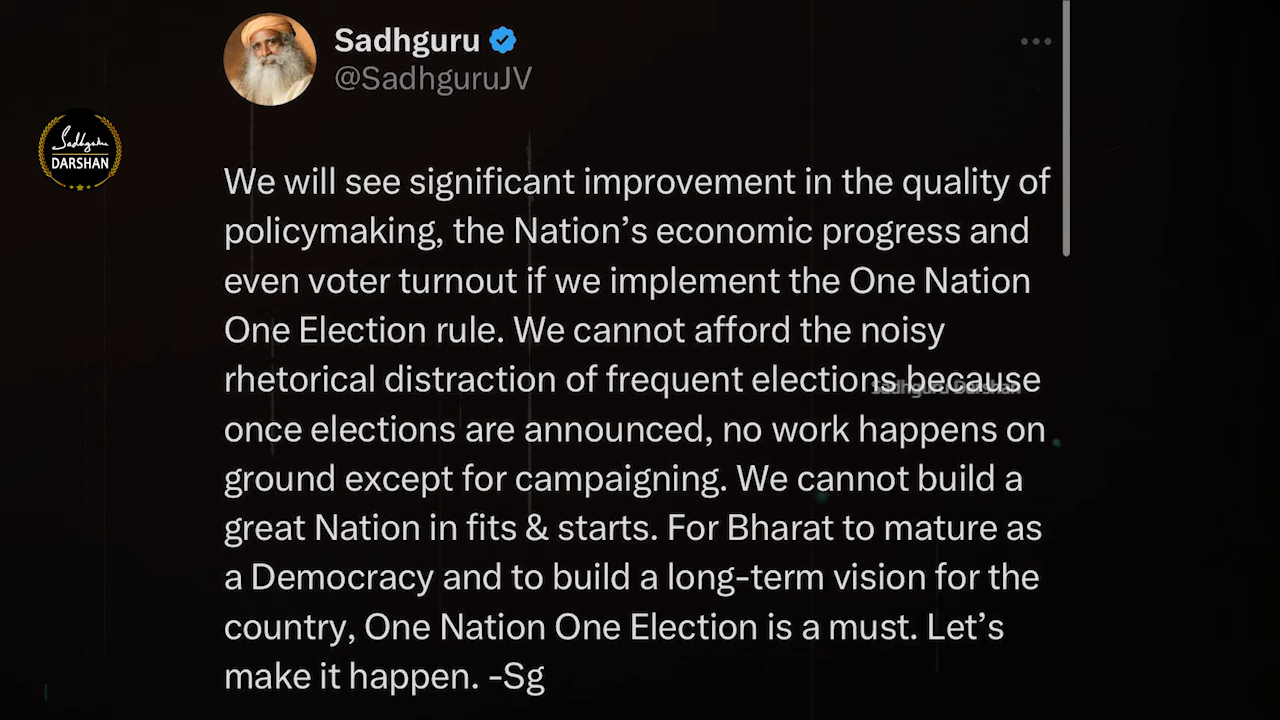 Sadhguru
@SadhguruJV
Sadhguru
DARSHAN
We will see significant improvement in the quality of
policymaking, the Nation’s economic progress and
even voter turnout if we implement the One Nation
One Election rule. We cannot afford the noisy
rhetorical distraction of frequent elections because
Sadhguru Darshan
once elections are announced, no work happens on
ground except for campaigning. We cannot build a
great Nation in fits & starts. For Bharat to mature as
a Democracy and to build a long-term vision for the
country, One Nation One Election is a must. Let’s
make it happen. -Sg